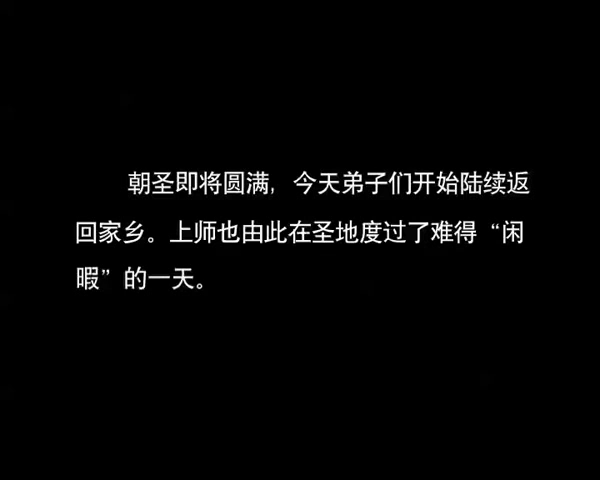 朝圣即将圆满，今天弟子们开始陆续返
回家乡。上师也由此在圣地度过了难得“闲
暇”的一天。